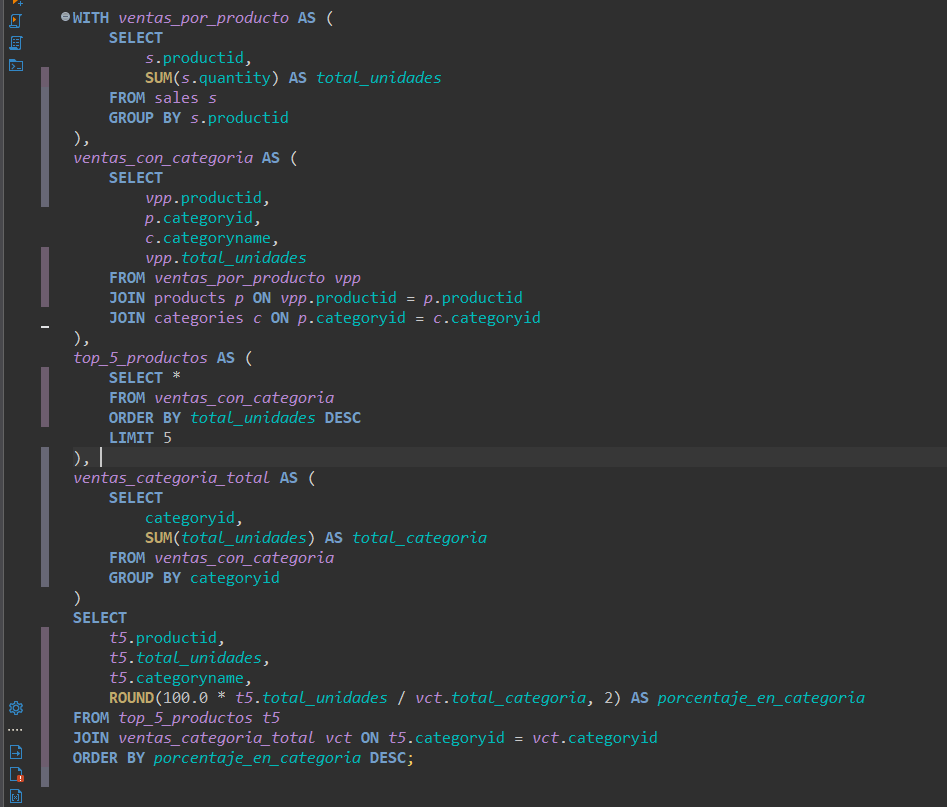 WITH ventas_por_producto AS (
    SELECT
        s.productid,
        SUM(s.quantity) AS total_unidades
    FROM sales s
    GROUP BY s.productid
),
ventas_con_categoria AS (
    SELECT
        vpp.productid,
        p.categoryid,
        c.categoryname,
        vpp.total_unidades
    FROM ventas_por_producto vpp
    JOIN products p ON vpp.productid = p.productid
    JOIN categories c ON p.categoryid = c.categoryid
),
top_5_productos AS (
    SELECT *
    FROM ventas_con_categoria
    ORDER BY total_unidades DESC
    LIMIT 5
),
ventas_categoria_total AS (
    SELECT
        categoryid,
        SUM(total_unidades) AS total_categoria
    FROM ventas_con_categoria
    GROUP BY categoryid
)
SELECT
    t5.productid,
    t5.total_unidades,
    t5.categoryname,
    ROUND(100.0 * t5.total_unidades / vct.total_categoria, 2) AS porcentaje_en_categoria
FROM top_5_productos t5
JOIN ventas_categoria_total vct ON t5.categoryid = vct.categoryid
ORDER BY porcentaje_en_categoria DESC;